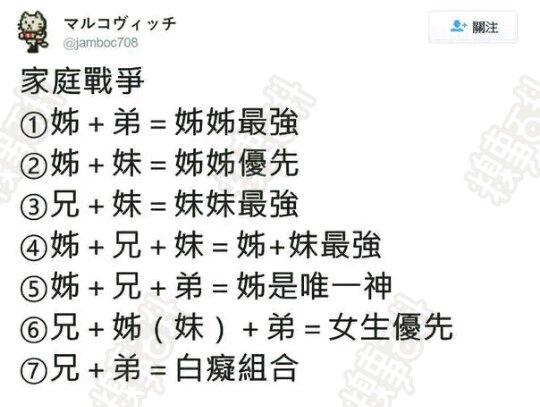 マルコヴィッチ
@jamboc708
關注
家庭戰爭
①姊+弟=姊姊最強
②姊+妹=姊姊優先
③兄+妹=妹妹最強
④姊+兄+妹=姊+妹最強
⑤姊+兄+弟=姊是唯一神
⑥兄+姊(妹)+弟=女生優先
⑦兄+弟=白癡組合